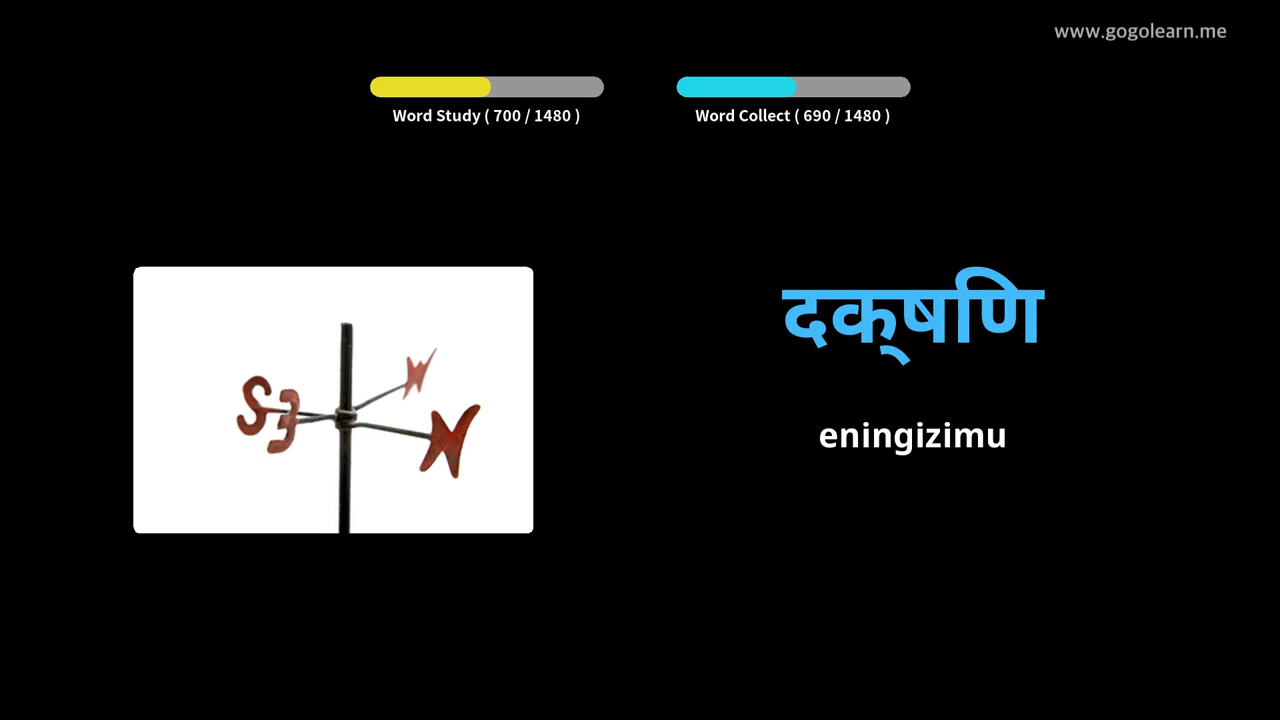 www.gogolearn.me
Word Study ( 700 / 1480 )
Word Collect ( 690 / 1480 )
दक्षिण
W
S E
N
eningizimu